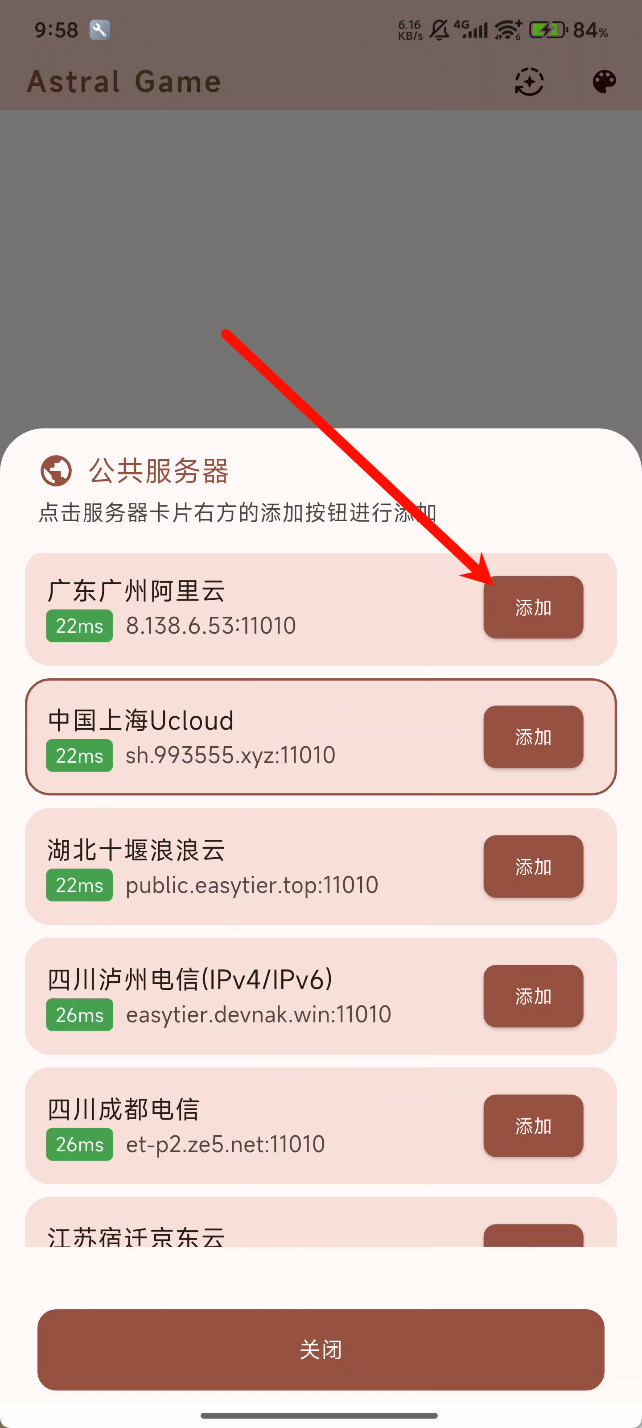 9:58
6.16
KB/s
4G
6
84%
Astral Game
公共服务器
点击服务器卡片右方的添加按钮进行添加
广东广州阿里云
22ms 8.138.6.53:11010
添加
中国上海Ucloud
22ms sh.993555.xyz:11010
添加
湖北十堰浪浪云
22ms public.easytier.top:11010
添加
四川泸州电信(IPv4/IPv6)
26ms easytier.devnak.win:11010
添加
四川成都电信
26ms et-p2.ze5.net:11010
添加
江苏宿迁京东云
关闭